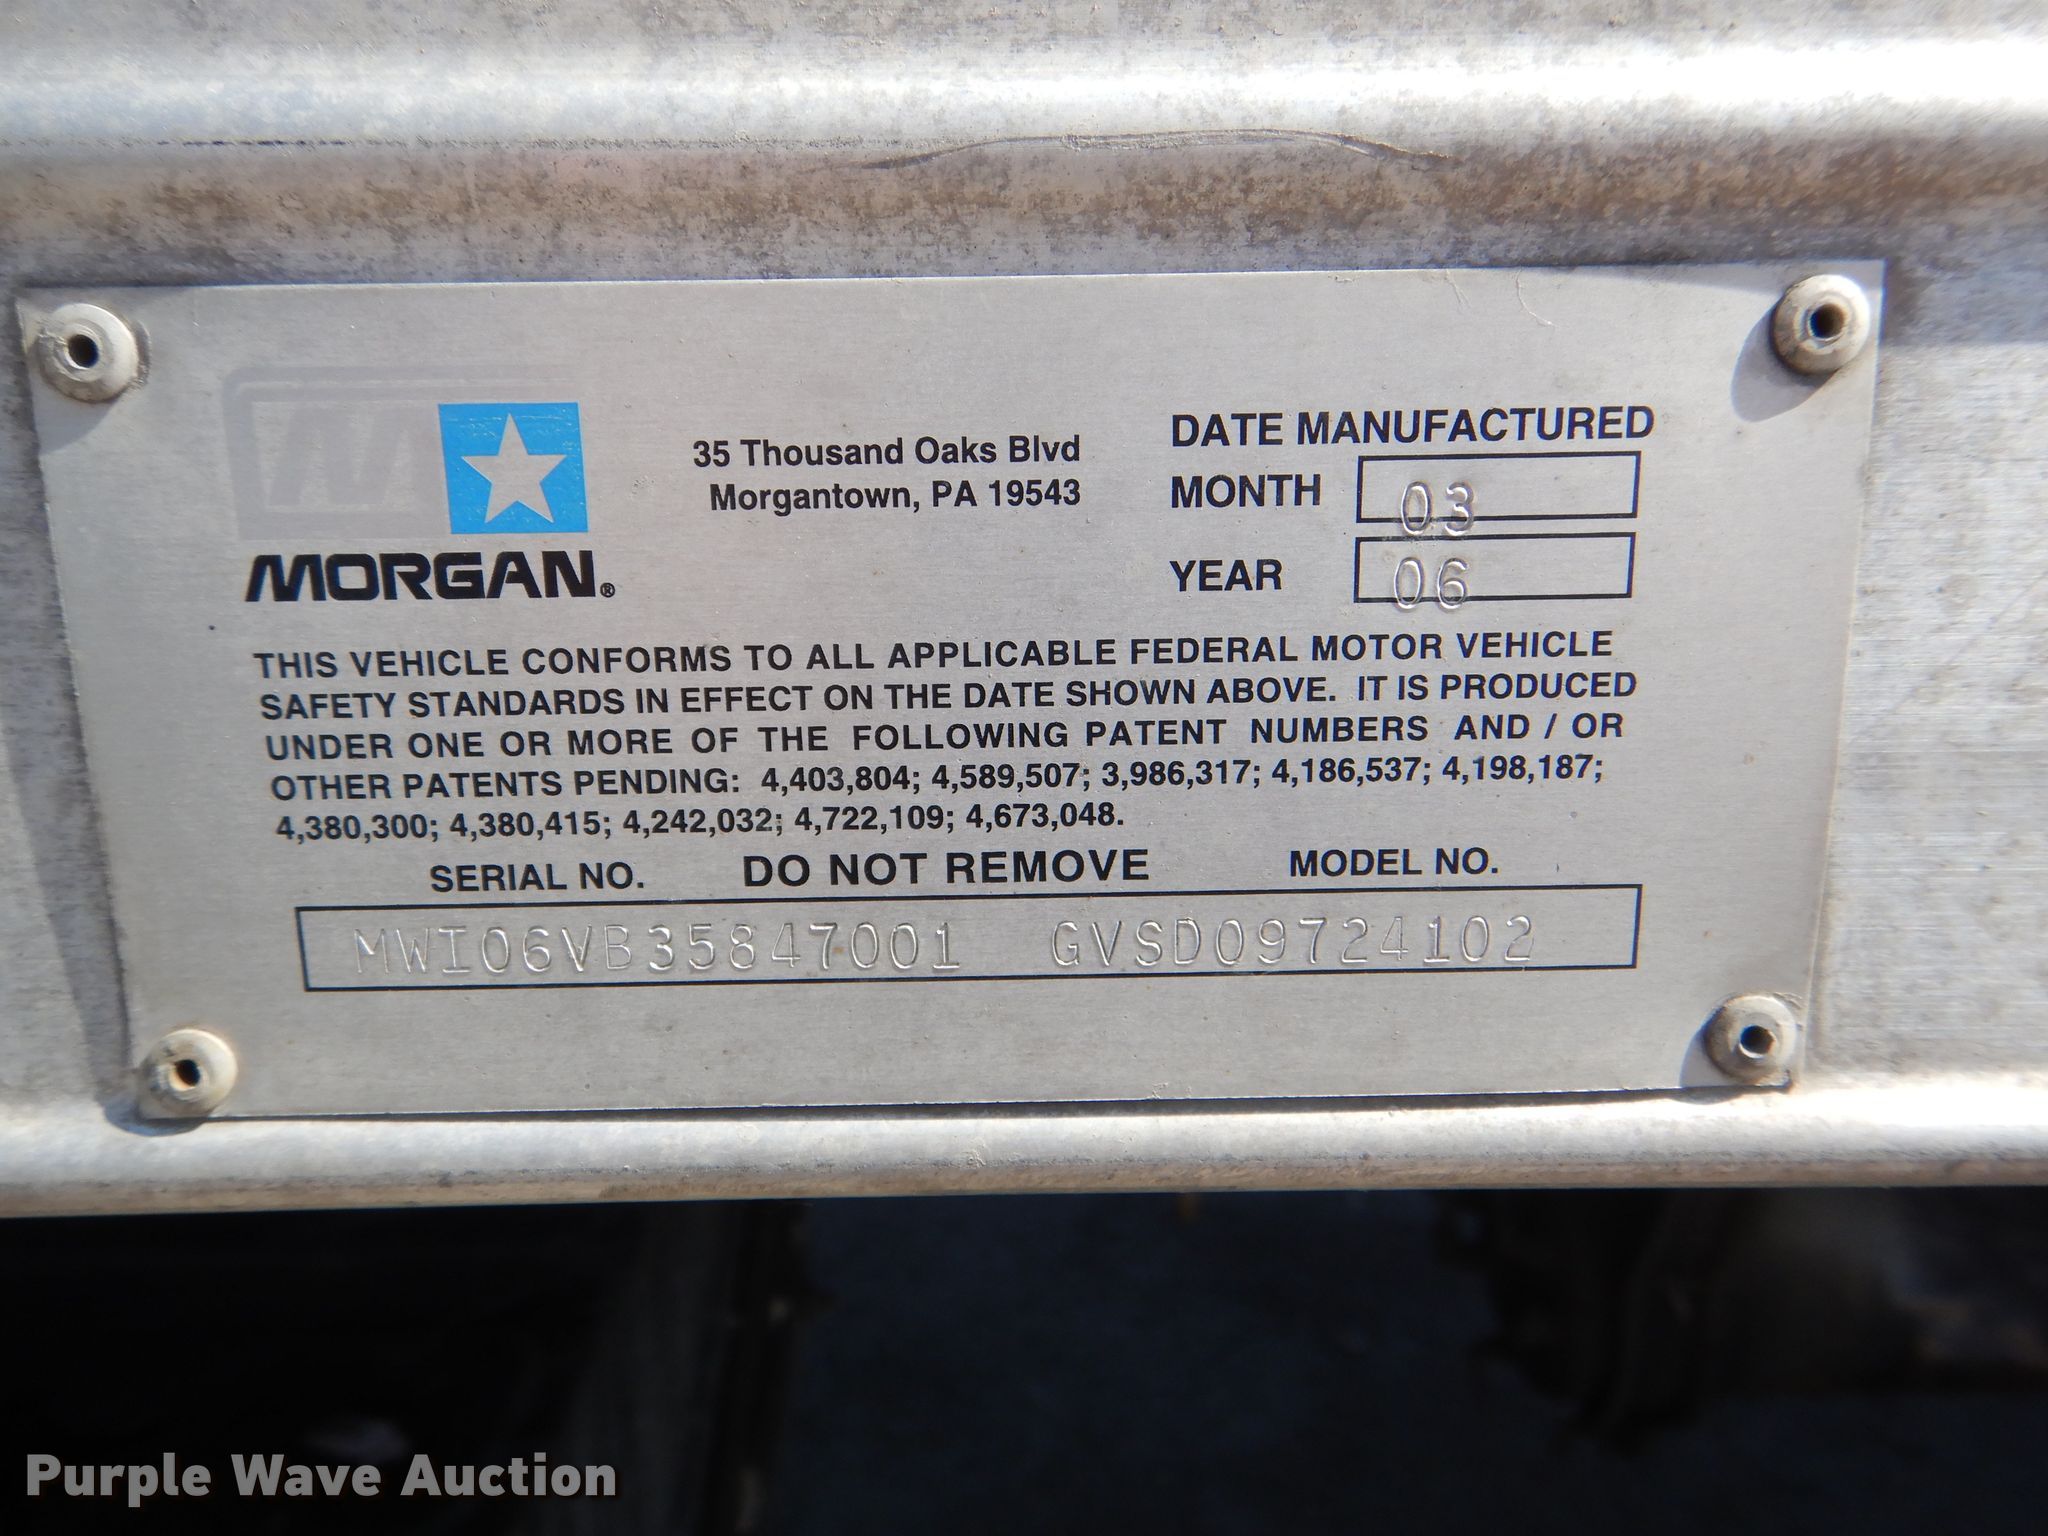 35 Thousand Oaks Blvd
Morgantown, PA 19543
MORGAN®
DATE MANUFACTURED
MONTH 03
YEAR 06
THIS VEHICLE CONFORMS TO ALL APPLICABLE FEDERAL MOTOR VEHICLE
SAFETY STANDARDS IN EFFECT ON THE DATE SHOWN ABOVE. IT IS PRODUCED
UNDER ONE OR MORE OF THE FOLLOWING PATENT NUMBERS AND / OR
OTHER PATENTS PENDING: 4,403,804; 4,589,507; 3,986,317; 4,186,537; 4,198,187;
4,380,300; 4,380,415; 4,242,032; 4,722,109; 4,673,048.
SERIAL NO. DO NOT REMOVE MODEL NO.
MWI06VB35847001 GVSD09724102
Purple Wave Auction